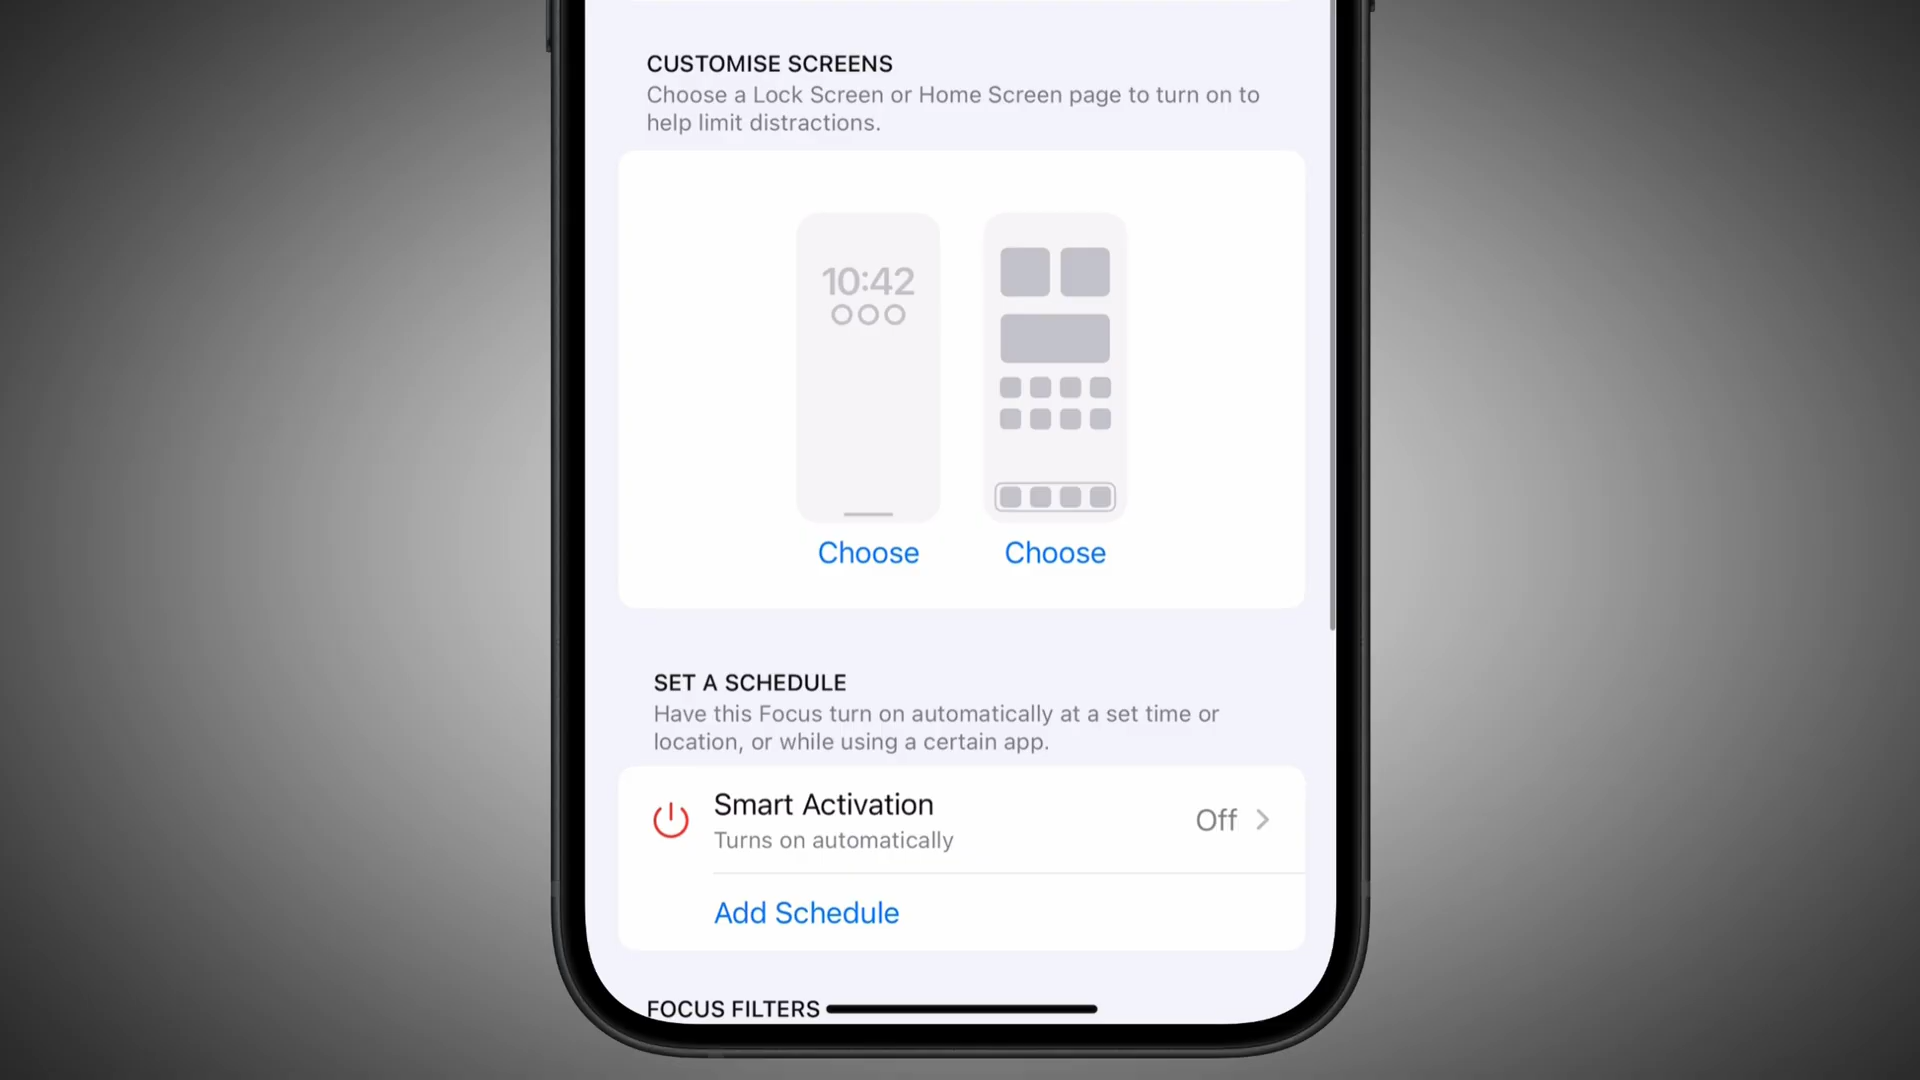 CUSTOMISE SCREENS
Choose a Lock Screen or Home Screen page to turn on to
help limit distractions.
10:42
Choose
Choose
SET A SCHEDULE
Have this Focus turn on automatically at a set time or
location, or while using a certain app.
Smart Activation
Off
Turns on automatically
Add Schedule
FOCUS FILTERS